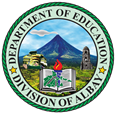 DEPARTMENT OF EDUCATION
DIVISION OF ALBAY